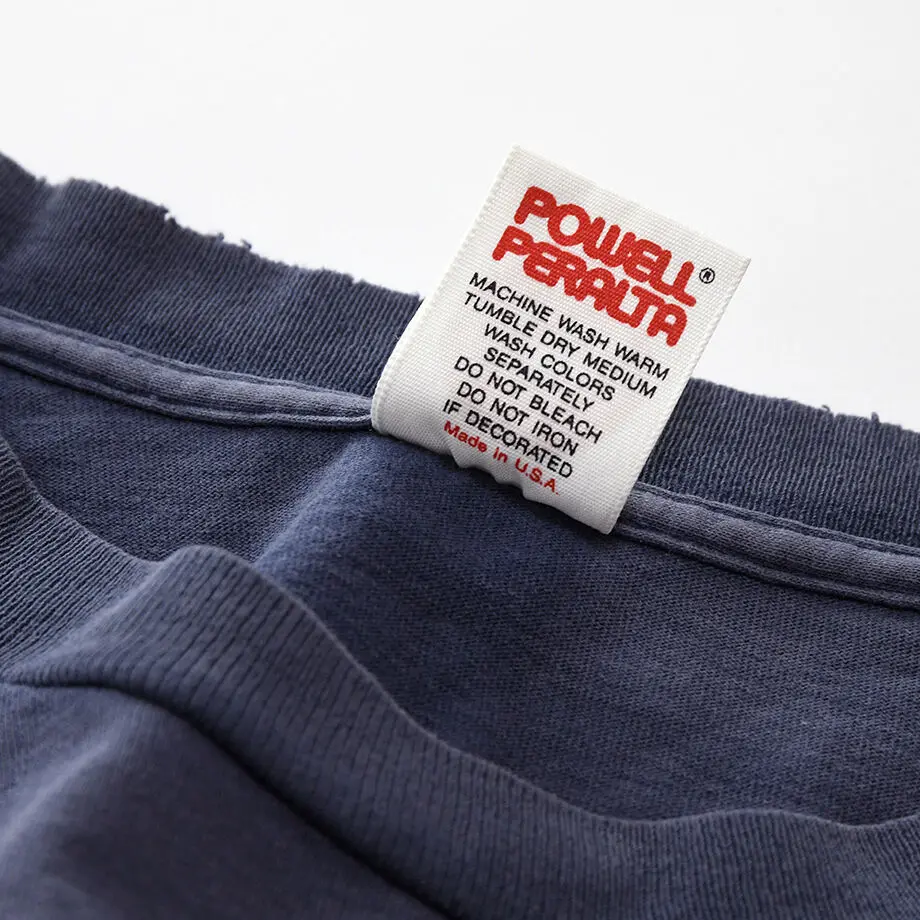 POWELL
PERALTA ®
MACHINE WASH WARM
TUMBLE DRY MEDIUM
WASH COLORS
SEPARATELY
DO NOT BLEACH
DO NOT IRON
IF DECORATED
Made in U.S.A.